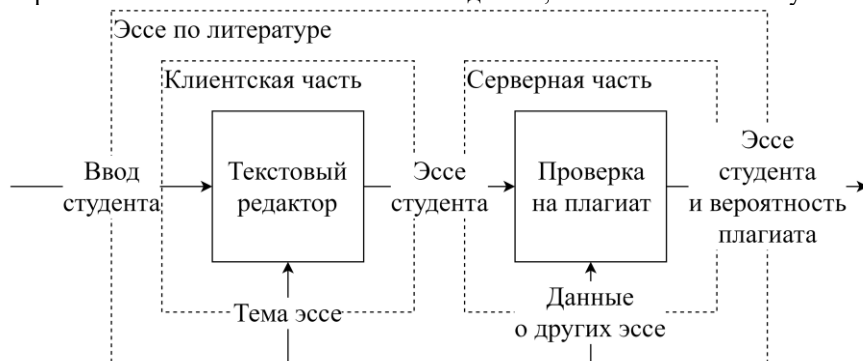 Эссе по литературе
Клиентская часть
Серверная часть
Ввод
студента
Текстовый
редактор
Эссе
студента
Проверка
на плагиат
Эссе
студента
и вероятность
плагиата
Тема эссе
Данные
о других эссе